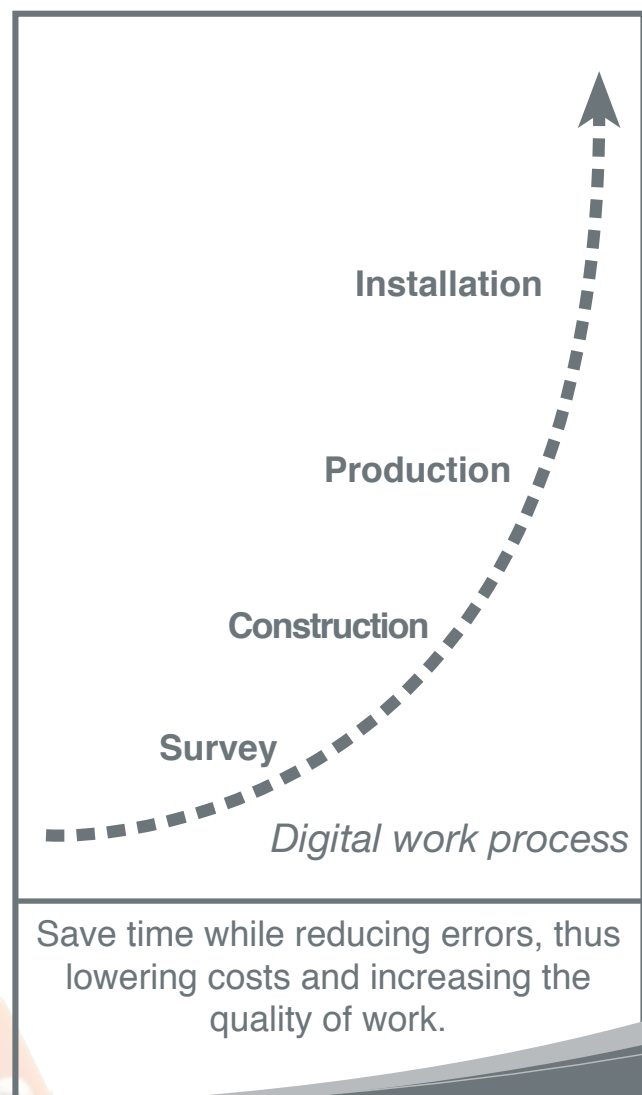 Installation
Production
Construction
Survey
Digital work process
Save time while reducing errors, thus
lowering costs and increasing the
quality of work.